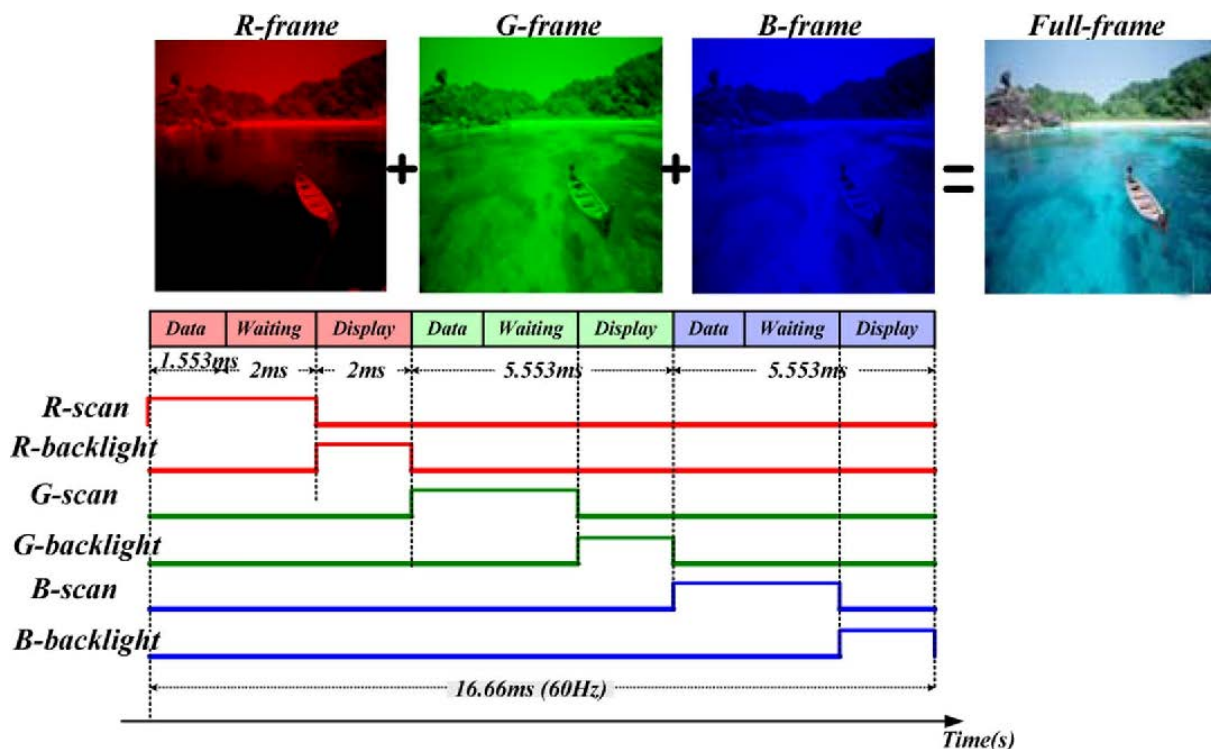 R-frame G-frame B-frame Full-frame
+ + =
Data Waiting Display Data Waiting Display Data Waiting Display
1.553ms 2ms 2ms 5.553ms 5.553ms
R-scan
R-backlight
G-scan
G-backlight
B-scan
B-backlight
16.66ms (60Hz)
Time(s)